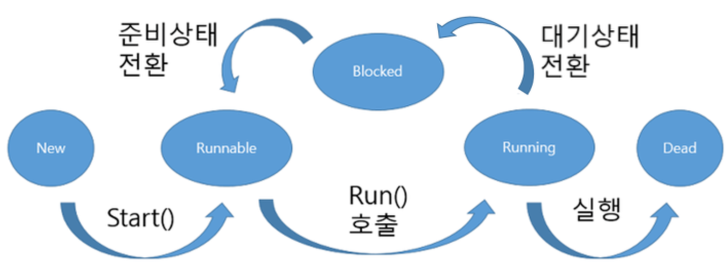 준비상태
전환
Blocked
대기상태
전환
New
Runnable
Running
Dead
Start()
Run()
호출
실행